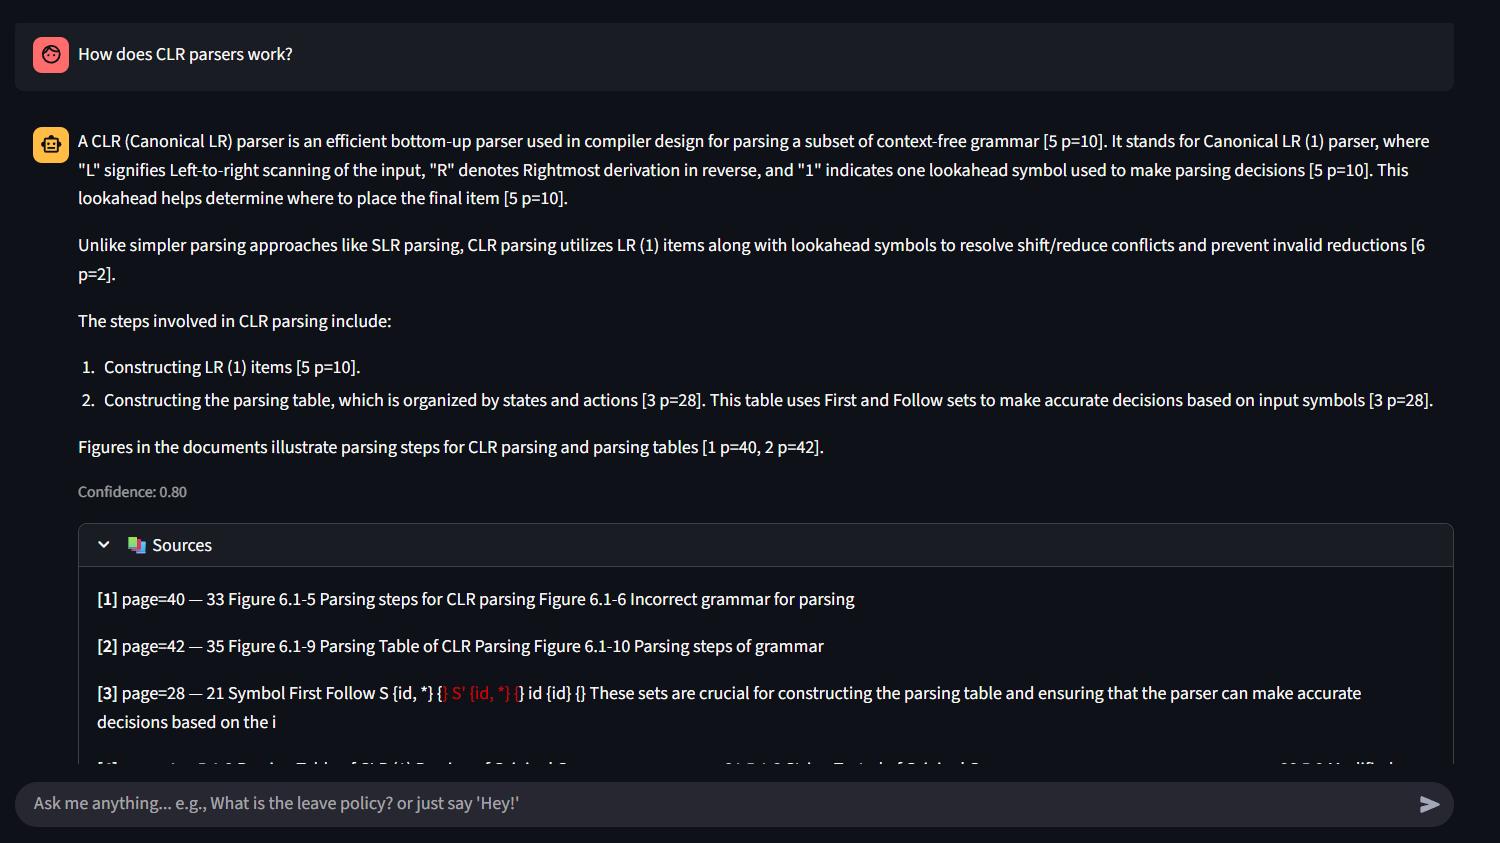 How does CLR parsers work?
A CLR (Canonical LR) parser is an efficient bottom-up parser used in compiler design for parsing a subset of context-free grammar [5 p=10]. It stands for Canonical LR (1) parser, where
"L" signifies Left-to-right scanning of the input, "R" denotes Rightmost derivation in reverse, and "1" indicates one lookahead symbol used to make parsing decisions [5 p=10]. This
lookahead helps determine where to place the final item [5 p=10].
Unlike simpler parsing approaches like SLR parsing, CLR parsing utilizes LR (1) items along with lookahead symbols to resolve shift/reduce conflicts and prevent invalid reductions [6
p=2].
The steps involved in CLR parsing include:
1. Constructing LR (1) items [5 p=10].
2. Constructing the parsing table, which is organized by states and actions [3 p=28]. This table uses First and Follow sets to make accurate decisions based on input symbols [3 p=28].
Figures in the documents illustrate parsing steps for CLR parsing and parsing tables [1 p=40, 2 p=42].
Confidence: 0.80
Sources
[1] page=40 — 33 Figure 6.1-5 Parsing steps for CLR parsing Figure 6.1-6 Incorrect grammar for parsing
[2] page=42 — 35 Figure 6.1-9 Parsing Table of CLR Parsing Figure 6.1-10 Parsing steps of grammar
[3] page=28 — 21 Symbol First Follow S {id, *} {} S' {id, *} {} id {id} {} These sets are crucial for constructing the parsing table and ensuring that the parser can make accurate
decisions based on the i
Ask me anything... e.g., What is the leave policy? or just say 'Hey!'